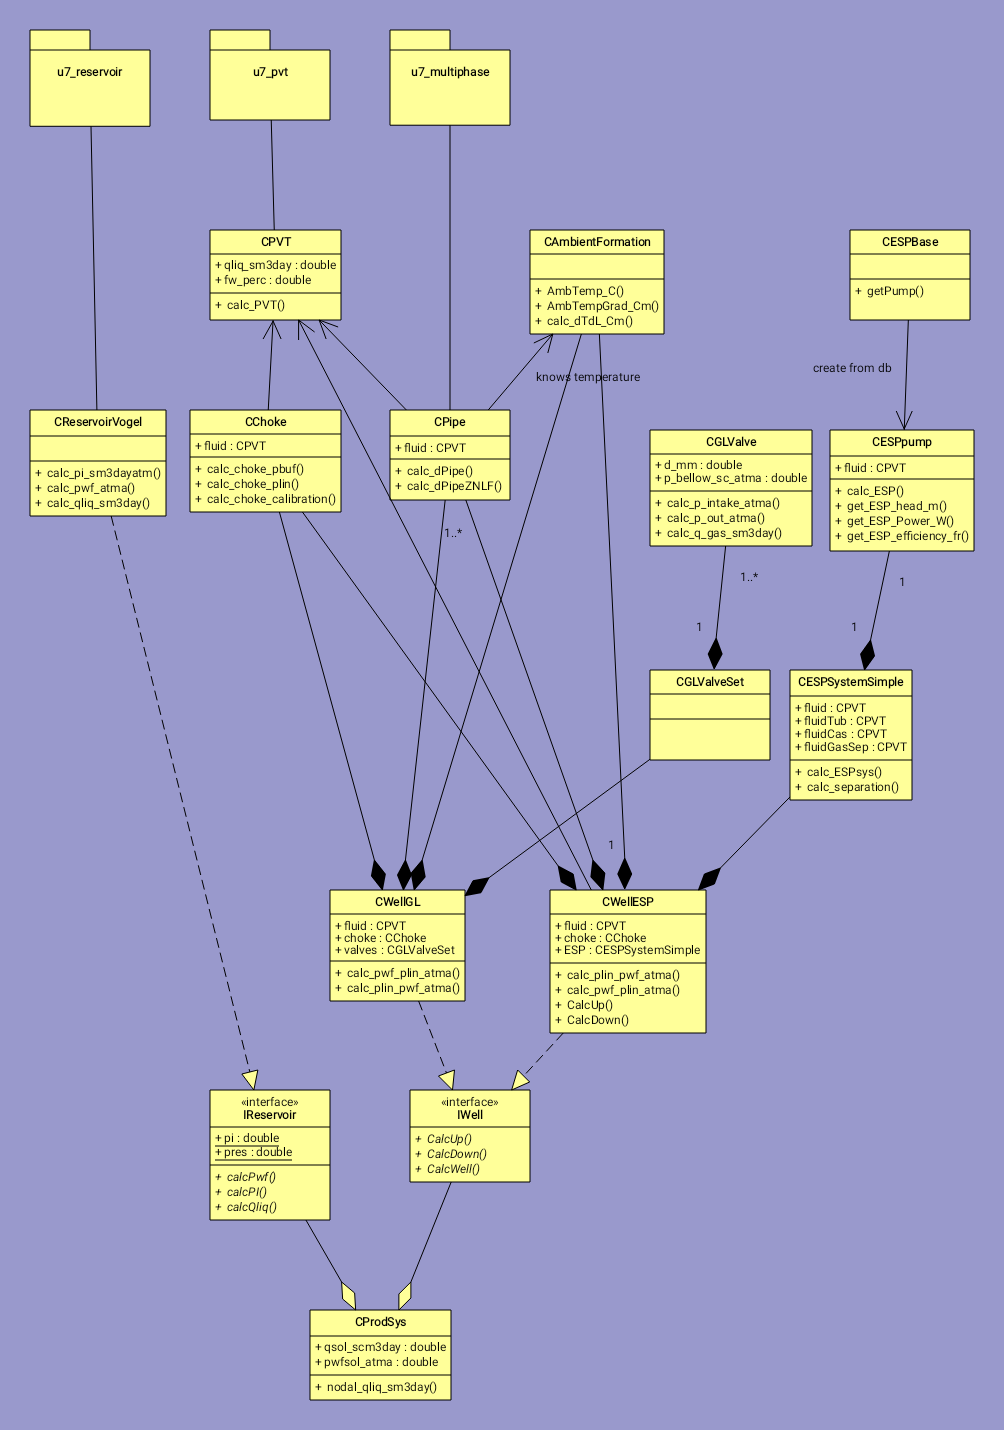 u7_reservoir
u7_pvt
u7_multiphase
CPVT
+ qliq_sm3day : double
+ fw_perc : double
+ calc_PVT()
CAmbientFormation
+ AmbTemp_C()
+ AmbTempGrad_Cm()
+ calc_dTdL_Cm()
CESPBase
+ getPump()
create from db
knows temperature
CReservoirVogel
+ calc_pi_sm3dayatm()
+ calc_pwf_atma()
+ calc_qliq_sm3day()
CChoke
+ fluid : CPVT
+ calc_choke_pbuf()
+ calc_choke_plin()
+ calc_choke_calibration()
CPipe
+ fluid : CPVT
+ calc_dPipe()
+ calc_dPipeZNLF()
CGLValve
+ d_mm : double
+ p_bellow_sc_atma : double
+ calc_p_intake_atma()
+ calc_p_out_atma()
+ calc_q_gas_sm3day()
CESPpump
+ fluid : CPVT
+ calc_ESP()
+ get_ESP_head_m()
+ get_ESP_Power_W()
+ get_ESP_efficiency_fr()
1..*
1..*
1
1
1
CGLValveSet
CESPSystemSimple
+ fluid : CPVT
+ fluidTub : CPVT
+ fluidCas : CPVT
+ fluidGasSep : CPVT
+ calc_ESPsys()
+ calc_separation()
1
CWellGL
+ fluid : CPVT
+ choke : CChoke
+ valves : CGLValveSet
+ calc_pwf_plin_atma()
+ calc_plin_pwf_atma()
CWellESP
+ fluid : CPVT
+ choke : CChoke
+ ESP : CESPSystemSimple
+ calc_plin_pwf_atma()
+ calc_pwf_plin_atma()
+ CalcUp()
+ CalcDown()
«interface»
IReservoir
+ pi : double
+ pres : double
+ calcPwf()
+ calcPI()
+ calcQliq()
«interface»
IWell
+ CalcUp()
+ CalcDown()
+ CalcWell()
CProdSys
+ qsol_scm3day : double
+ pwfsol_atma : double
+ nodal_qliq_sm3day()